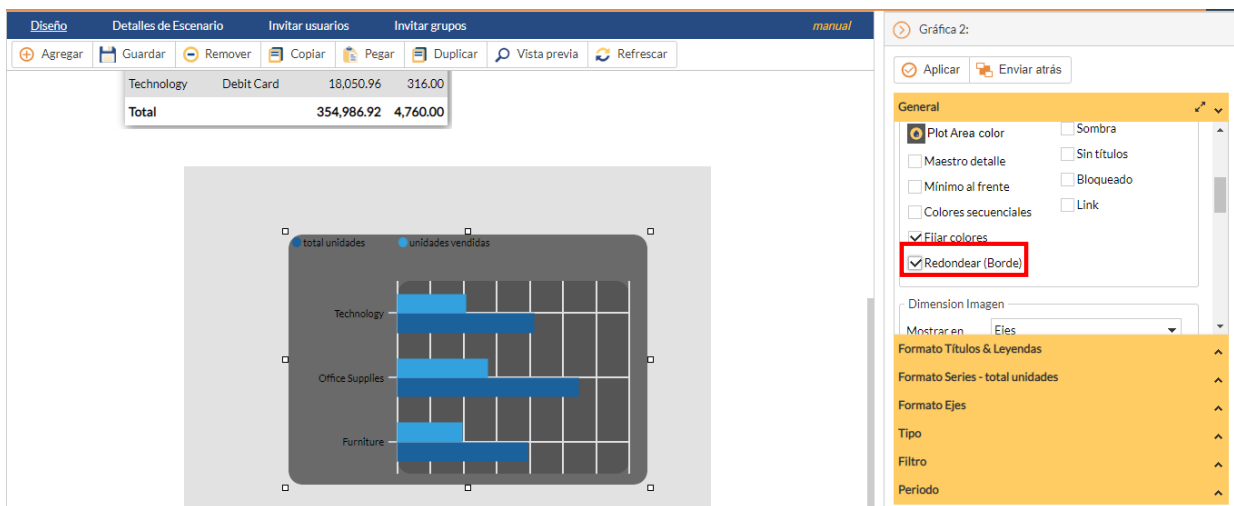 Diseño Detalles de Escenario Invitar usuarios Invitar grupos manual
Agregar Guardar Remover Copiar Pegar Duplicar Vista previa Refrescar
Technology Debit Card 18,050.96 316.00
Total 354,986.92 4,760.00
total unidades unidades vendidas
Technology
Office Supplies
Furniture
Gráfica 2:
Aplicar Enviar atrás
General
Plot Area color Sombra
Maestro detalle Sin títulos
Mínimo al frente Bloqueado
Colores secuenciales Link
Fijar colores
Redondear (Borde)
Dimension Imagen
Mostrar en Ejes
Formato Títulos & Leyendas
Formato Series - total unidades
Formato Ejes
Tipo
Filtro
Periodo